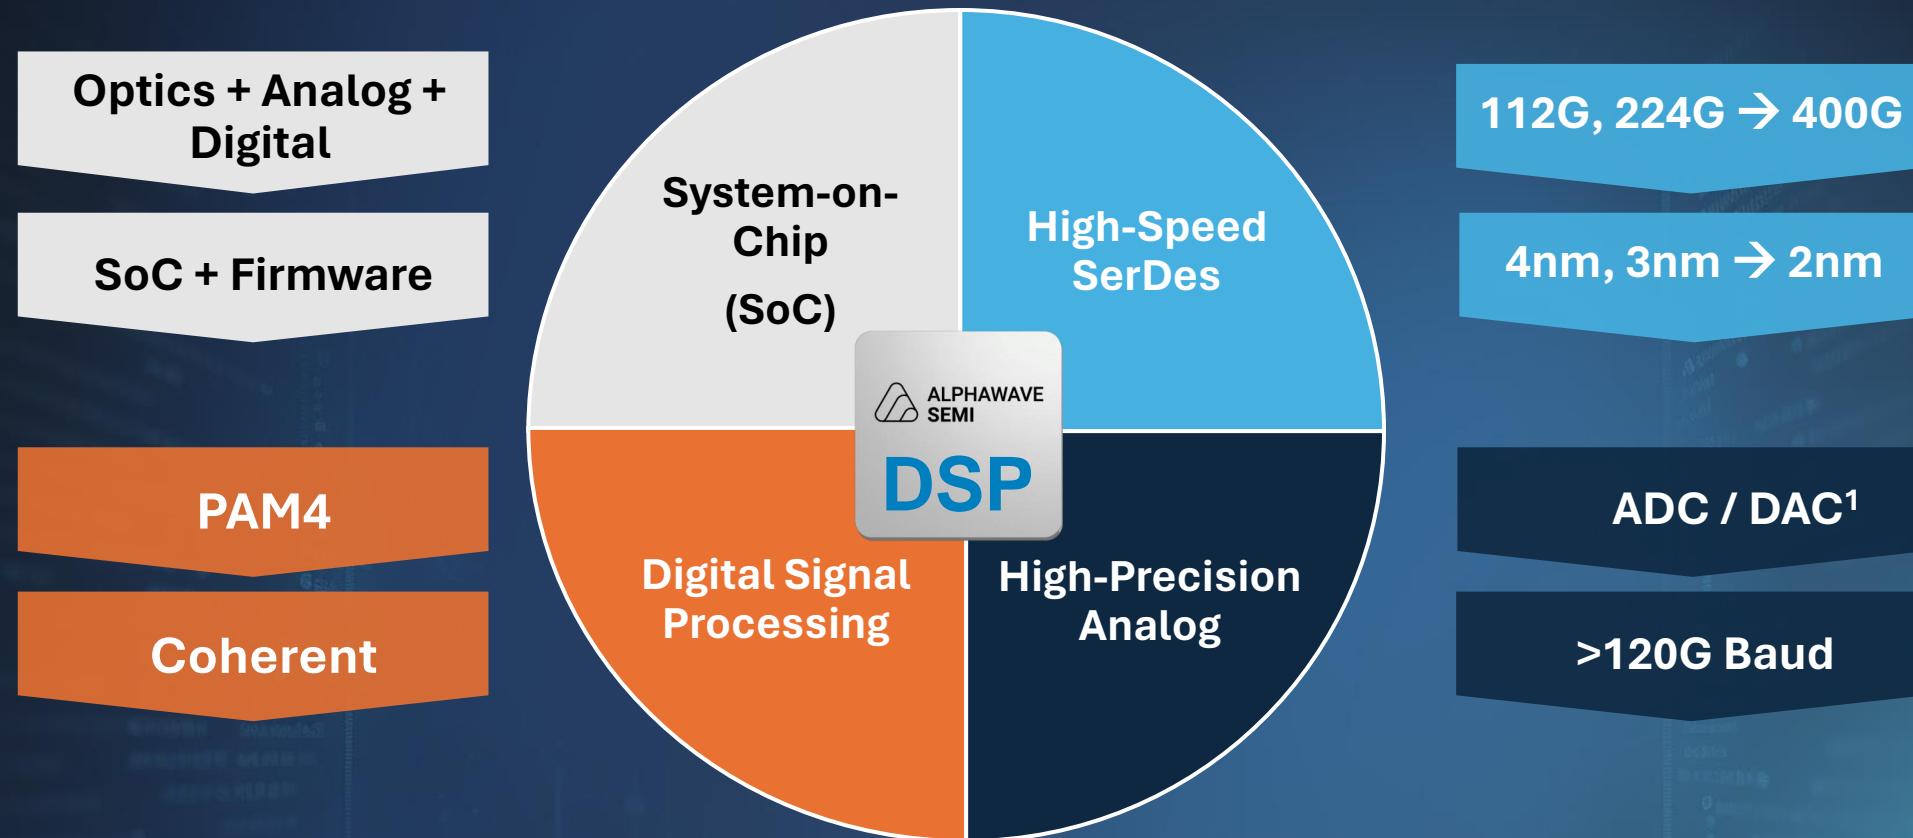 Optics + Analog +
Digital
SoC + Firmware
PAM4
Coherent
System-on-
Chip
(SoC)
High-Speed
SerDes
ALPHAWAVE
SEMI
DSP
Digital Signal
Processing
High-Precision
Analog
112G, 224G → 400G
4nm, 3nm → 2nm
ADC / DAC¹
>120G Baud